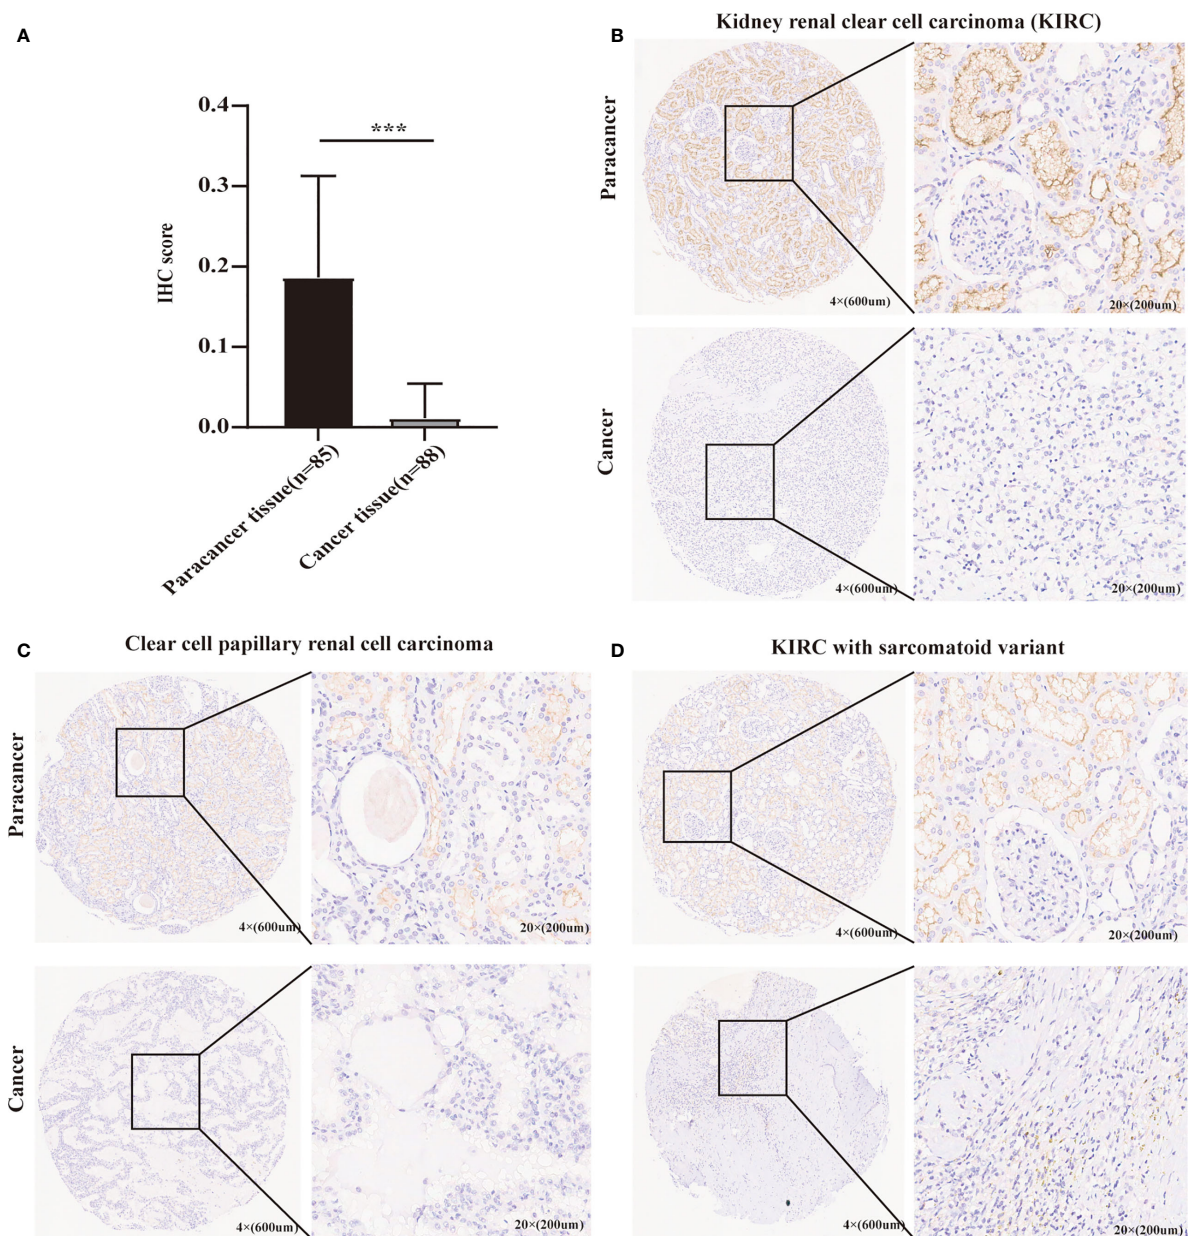 A
0.4
0.3
0.2
0.1
0.0
IHC score
***
Paracancer tissue(n=85)
Cancer tissue(n=88)
B
Kidney renal clear cell carcinoma (KIRC)
Paracancer
4×(600um)
20×(200um)
Cancer
4×(600um)
20×(200um)
C
Clear cell papillary renal cell carcinoma
Paracancer
4×(600um)
20×(200um)
Cancer
4×(600um)
20×(200um)
D
KIRC with sarcomatoid variant
4×(600um)
20×(200um)
4×(600um)
20×(200um)